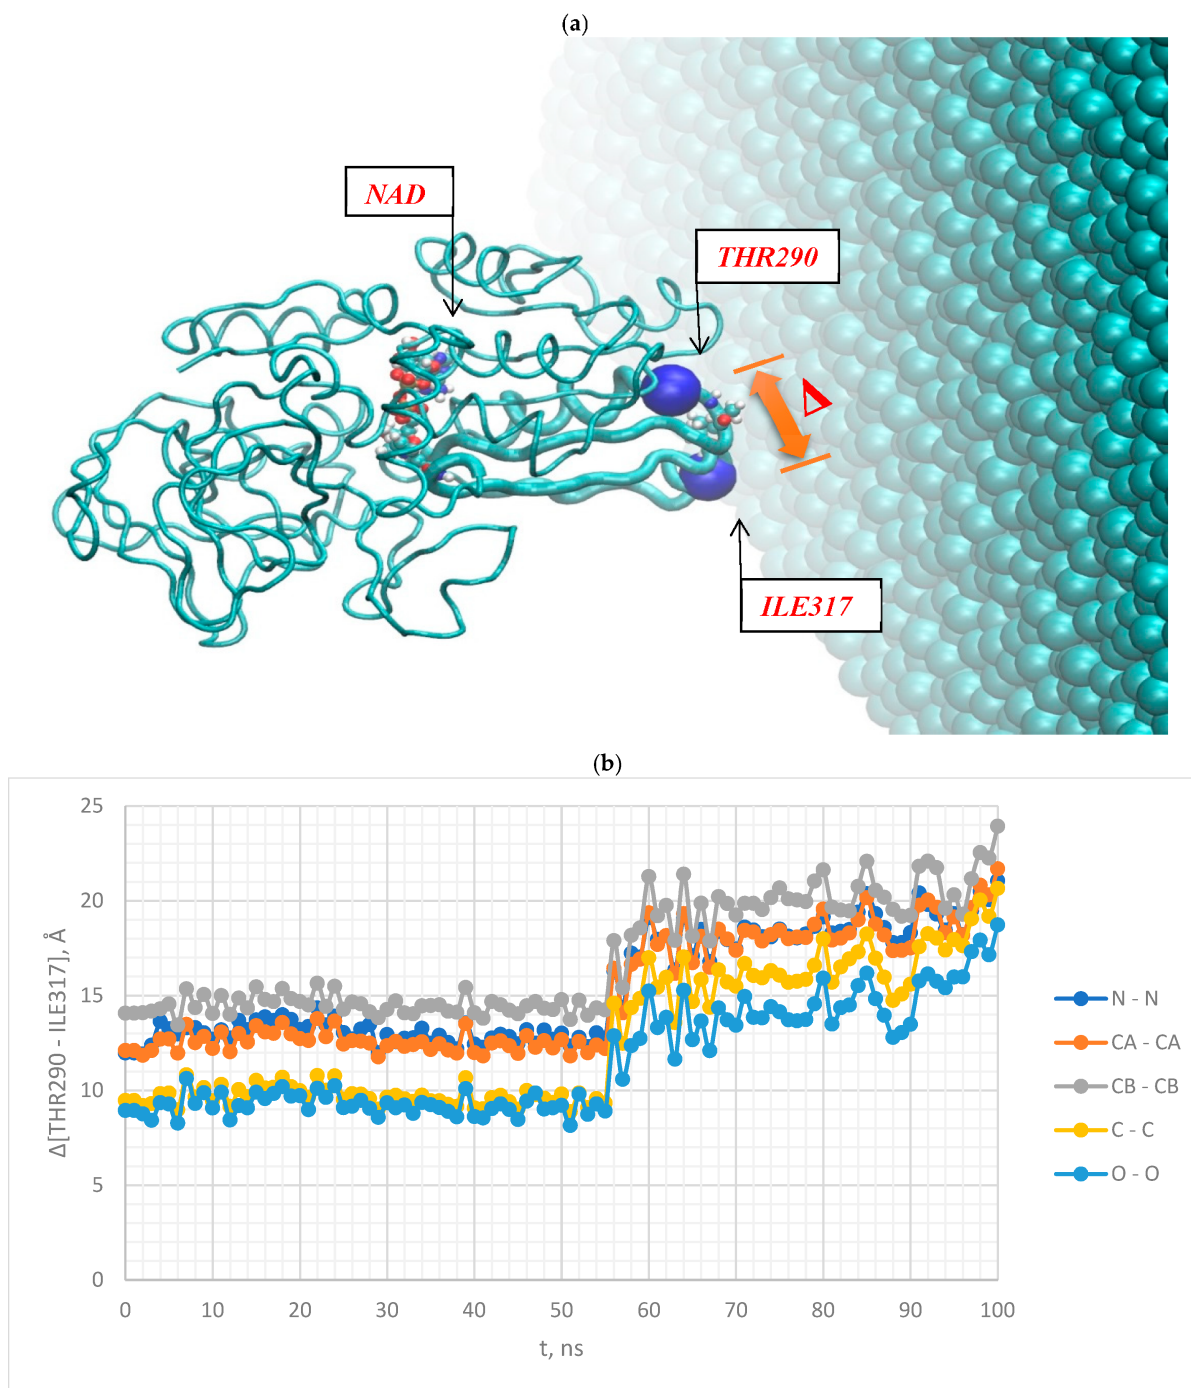 (a)
NAD
THR290
Δ
ILE317
(b)
Δ[THR290 - ILE317], Å
25
20
15
10
5
0
0 10 20 30 40 50 60 70 80 90 100
t, ns
N - N
CA - CA
CB - CB
C - C
O - O